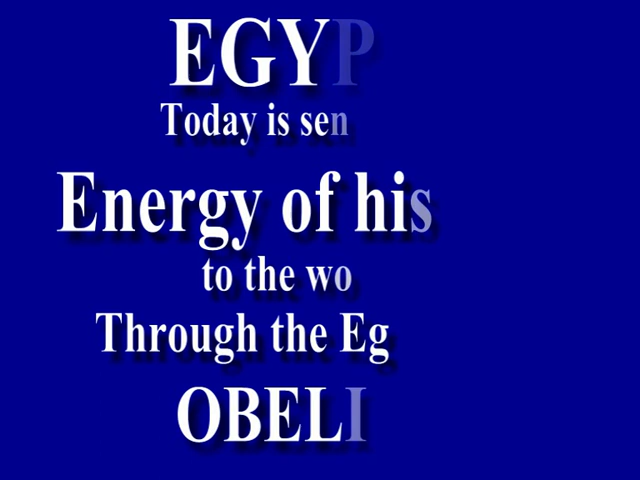 EGYP
Today is sen
Energy of his
to the wo
Through the Eg
OBELI